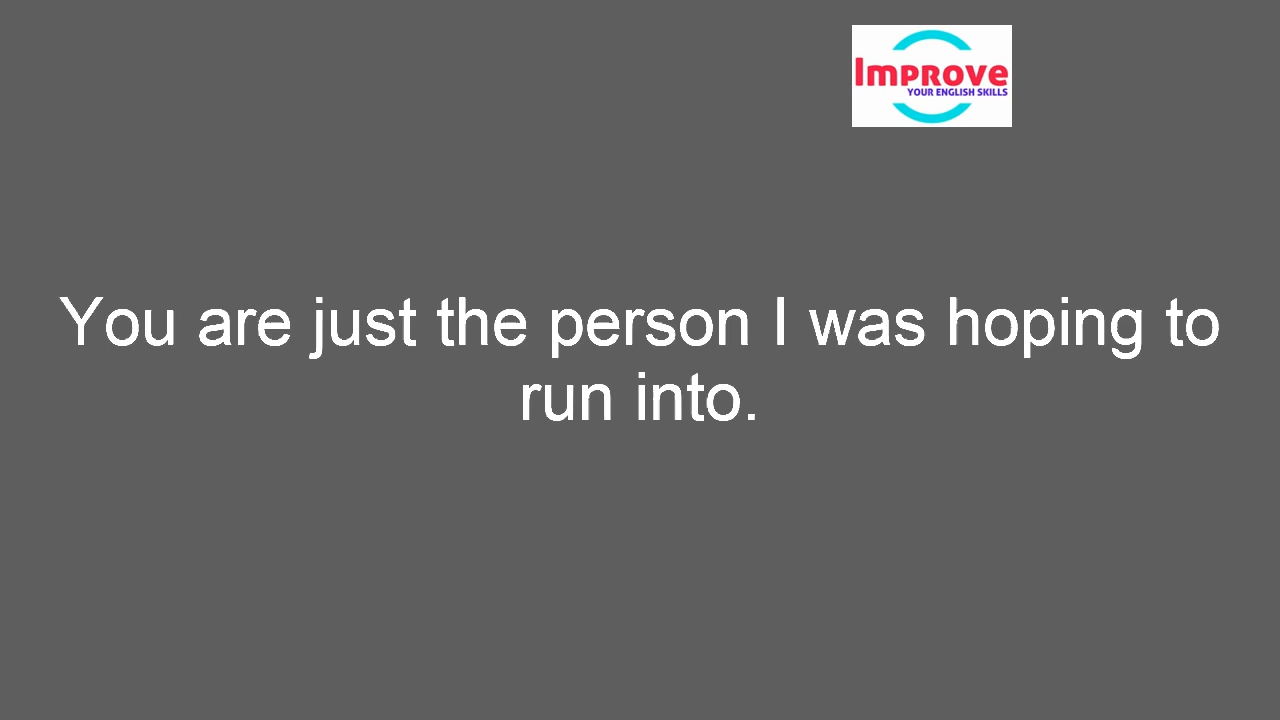 Improve
YOUR ENGLISH SKILLS
You are just the person I was hoping to
run into.